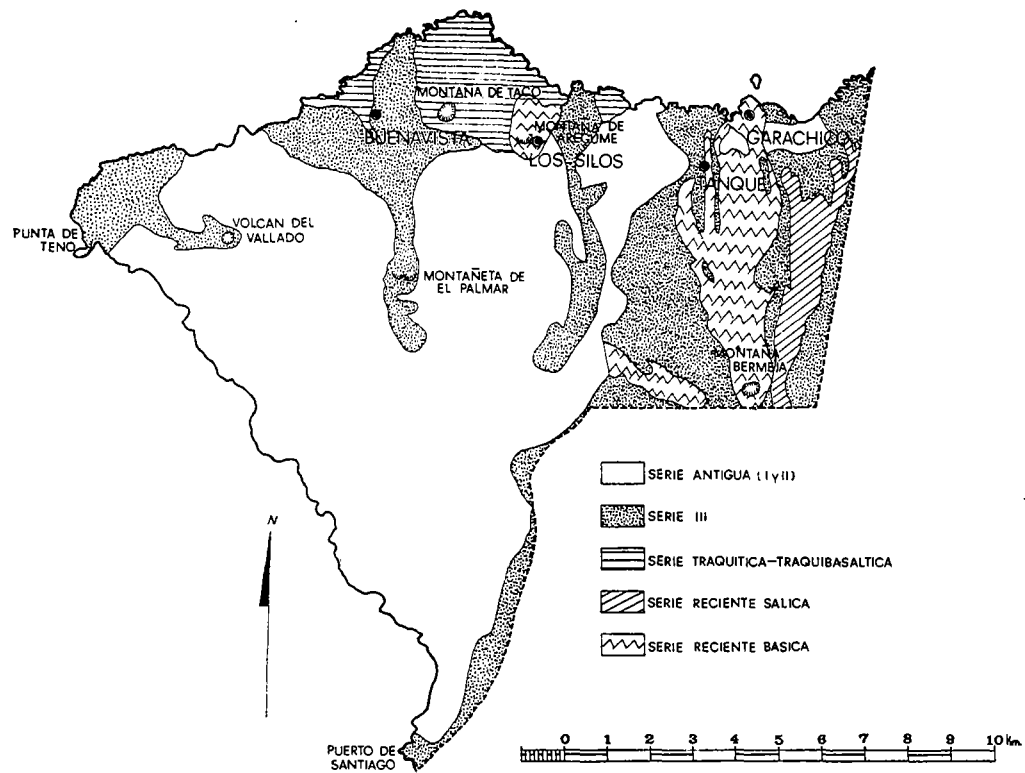 MONTAÑA DE TACO
BUENAVISTA
MONTAÑA DE
AREGUME
LOS-SILOS
GARACHICO
TANQUE
PUNTA DE
TENO
VOLCAN DEL
VALLADO
MONTAÑETA DE
EL PALMAR
MONTAÑA
BERMEJA
SERIE ANTIGUA (I y II)
SERIE III
SERIE TRAQUITICA-TRAQUIBASALTICA
SERIE RECIENTE SALICA
SERIE RECIENTE BASICA
N
0 1 2 3 4 5 6 7 8 9 10 km.
PUERTO DE
SANTIAGO